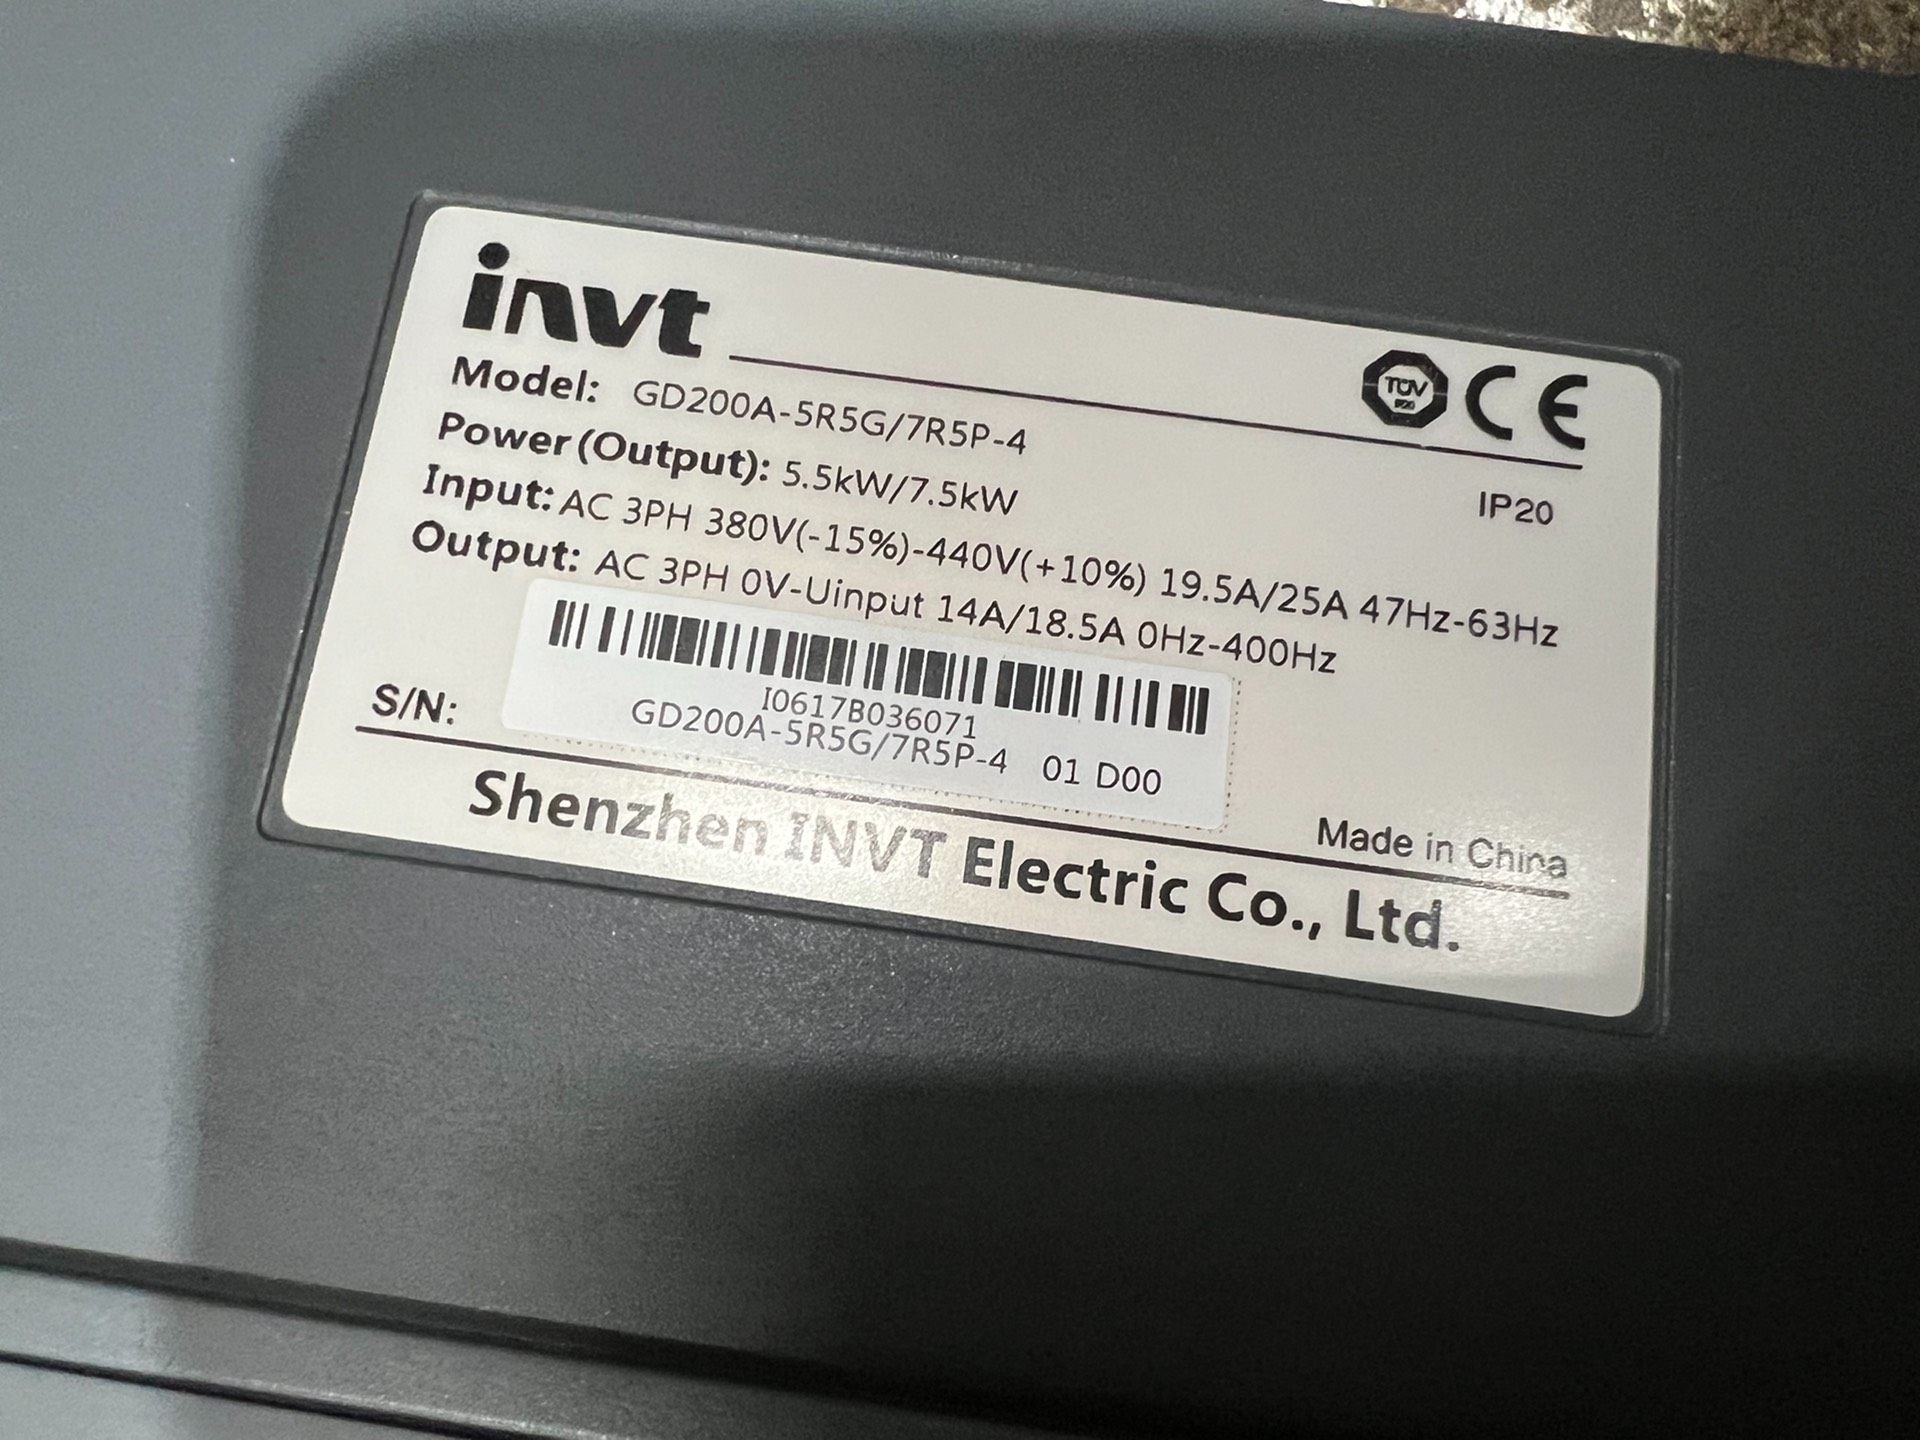 invt
TÜV CE
Model: GD200A-5R5G/7R5P-4
Power(Output): 5.5kW/7.5kW IP20
Input: AC 3PH 380V(-15%)-440V(+10%) 19.5A/25A 47Hz-63Hz
Output: AC 3PH 0V-Uinput 14A/18.5A 0Hz-400Hz
I0617B036071
S/N: GD200A-5R5G/7R5P-4 01 D00
Made in China
Shenzhen INVT Electric Co., Ltd.